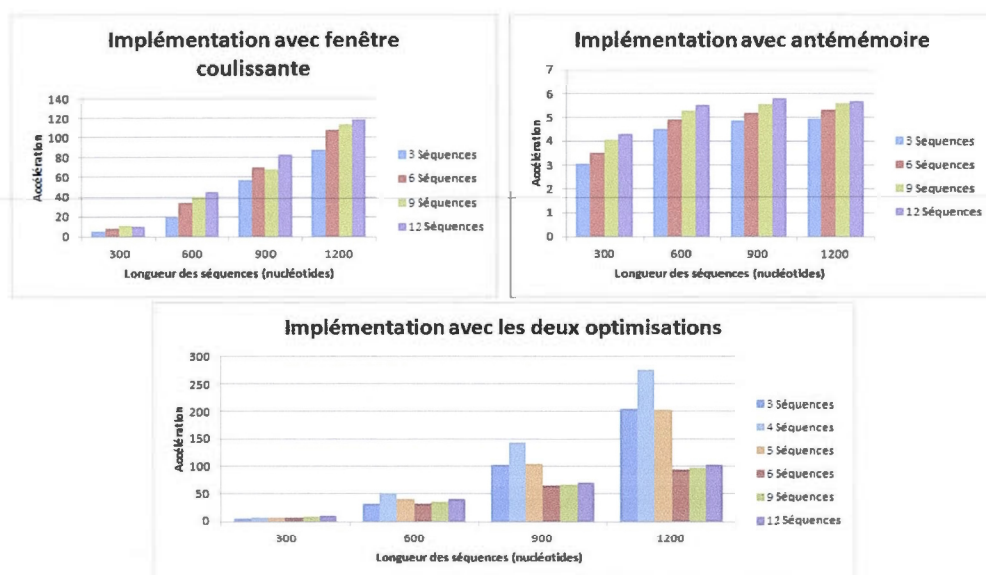 Implémentation avec fenêtre
coulissante
Accélération
140
120
100
80
60
40
20
0
300 600 900 1200
Longueur des séquences (nucléotides)
3 Séquences
6 Séquences
9 Séquences
12 Séquences
Implémentation avec antémémoire
Accélération
7
6
5
4
3
2
1
0
300 600 900 1200
Longueur des séquences (nucléotides)
3 Séquences
6 Séquences
9 Séquences
12 Séquences
Implémentation avec les deux optimisations
Accélération
300
250
200
150
100
50
0
300 600 900 1200
Longueur des séquences (nucléotides)
3 Séquences
4 Séquences
5 Séquences
6 Séquences
9 Séquences
12 Séquences